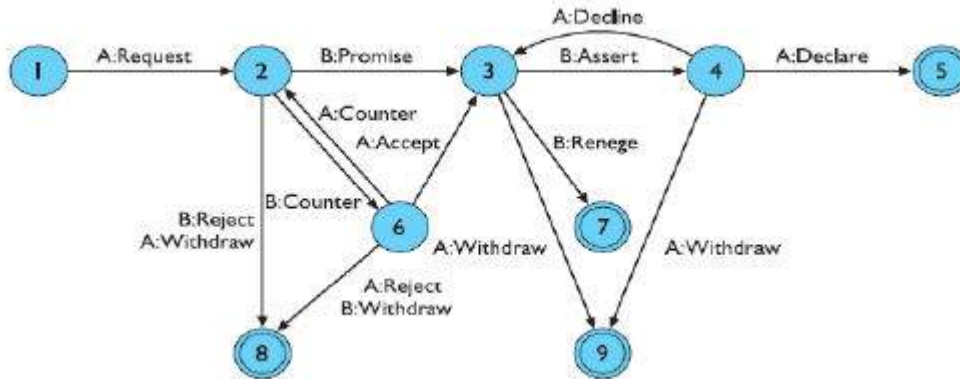 A:Decline
1
A:Request
2
B:Promise
3
B:Assert
4
A:Declare
5
A:Counter
A:Accept
B:Renege
B:Counter
6
7
B:Reject
A:Withdraw
A:Withdraw
A:Withdraw
A:Reject
B:Withdraw
8
9